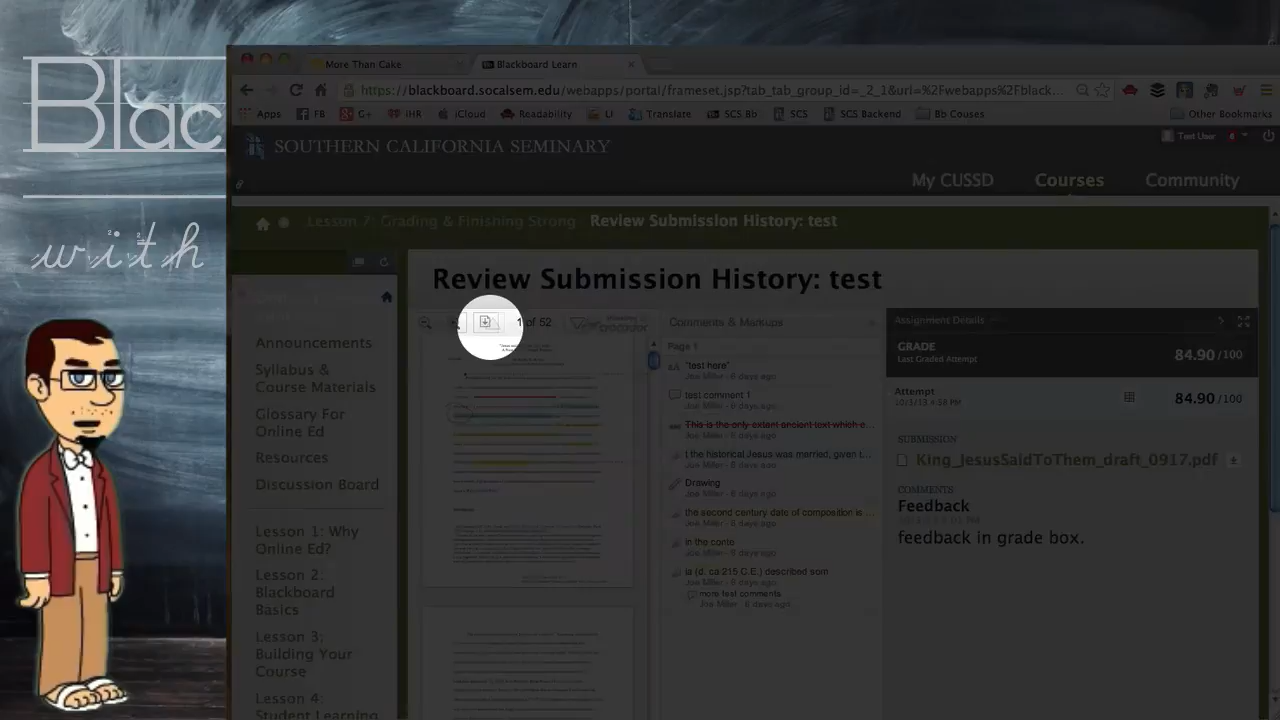 Blac
with
More Than Cake
Blackboard Learn
https://blackboard.socalsem.edu/webapps/portal/frameset.jsp?tab_tab_group_id=_2_1&url=%2Fwebapps%2Fblack...
Apps FB G+ iHR iCloud Readability LI Translate SCS Bb SCS SCS Backend Bb Couses Other Bookmarks
SOUTHERN CALIFORNIA SEMINARY
Test User
My CUSSD Courses Community
Lesson 7: Grading & Finishing Strong Review Submission History: test
Review Submission History: test
1 of 52
Comments & Markups
Page 1
"test here"
Joe Miller - 6 days ago
test comment 1
Joe Miller - 6 days ago
This is the only extant ancient text which e...
Joe Miller - 6 days ago
t the historical Jesus was married, given t...
Joe Miller - 6 days ago
Drawing
Joe Miller - 6 days ago
the second century date of composition is ...
Joe Miller - 6 days ago
in the conte
Joe Miller - 6 days ago
ia (d. ca 215 C.E.) described som
Joe Miller - 6 days ago
more test comments
Joe Miller - 6 days ago
Assignment Details
GRADE
Last Graded Attempt
84.90 /100
Attempt
10/3/13 4:58 PM
84.90 /100
SUBMISSION
King_JesusSaidToThem_draft_0917.pdf
COMMENTS
Feedback
feedback in grade box.
Announcements
Syllabus &
Course Materials
Glossary For
Online Ed
Resources
Discussion Board
Lesson 1: Why
Online Ed?
Lesson 2:
Blackboard
Basics
Lesson 3:
Building Your
Course
Lesson 4:
Student Learning